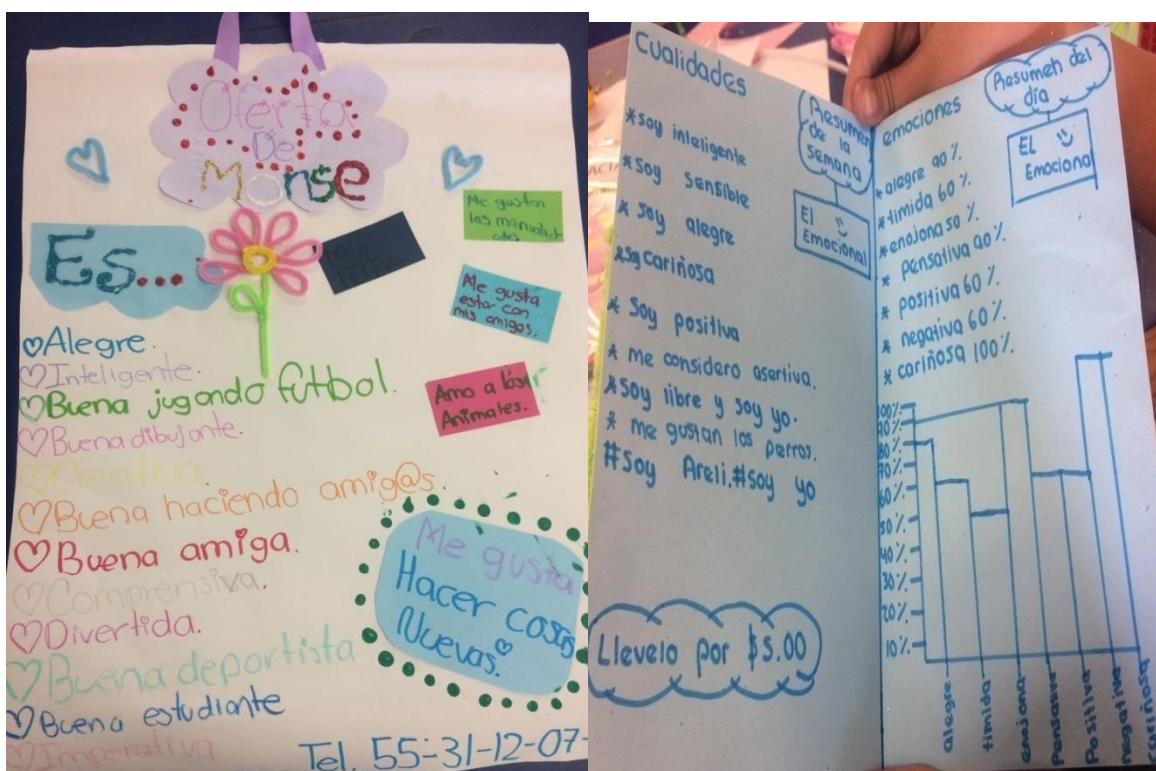 Oferta
De
Monse
Es...
Me gustan
las manualid
ades
Me gusta
estar con
mis amigos.
Amo a los
Animales.
Alegre.
Inteligente.
Buena jugando futbol.
Buena dibujante.
Creativa.
Buena haciendo amig@s.
Buena amiga.
Comprensiva.
Divertida.
Buena deportista
Buena estudiante
Imperativa
Me gusta
Hacer cosas
Nuevas.
Tel. 55-31-12-07-
Cualidades
*soy inteligente
*soy sensible
* soy alegre
*soy cariñosa
* soy positiva
* me considero asertiva.
*soy libre y soy yo.
* me gustan los perros.
#soy Areli.#soy yo
Resumen
de la
semana
El
Emocional
Llevelo por $5.00
emociones
Resumen del
día
El
Emocional
*alegre 90%
*timida 60%
*enojona 50%
* pensativa 90%
* positiva 60%
* negativa 60%.
* cariñosa 100%.
100%
90%
80%
70%
60%
50%
40%
30%
20%
10%
alegre
timida
enojona
Pensativa
Positiva
negativa
cariñosa